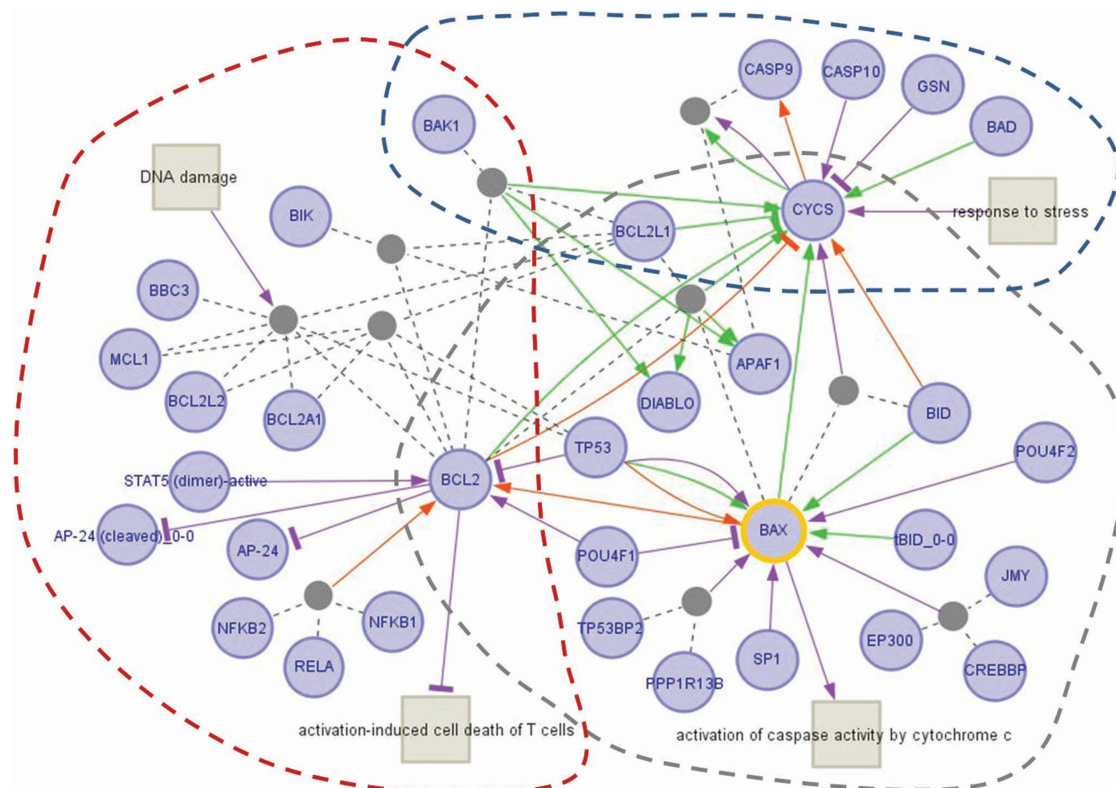 CASP9
CASP10
GSN
BAK1
BAD
DNA damage
BIK
CYCS
response to stress
BCL2L1
BBC3
MCL1
APAF1
BCL2L2
DIABLO
BCL2A1
BID
TP53
POU4F2
STAT5 (dimer)-active
BCL2
AP-24 (cleaved)_0-0
BAX
tBID_0-0
AP-24
POU4F1
JMY
NFKB2
NFKB1
TP53BP2
EP300
RELA
SP1
CREBBP
PPP1R13B
activation-induced cell death of T cells
activation of caspase activity by cytochrome c